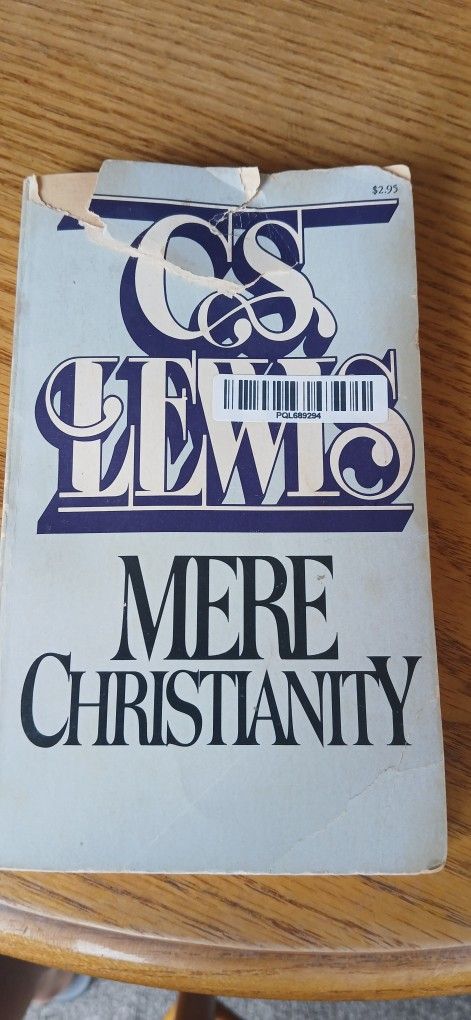 $2.95
C.S.
LEWIS
PQL689294
MERE
CHRISTIANITY